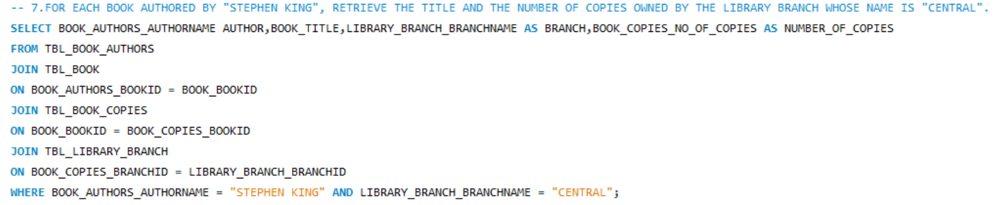 -- 7.FOR EACH BOOK AUTHORED BY "STEPHEN KING", RETRIEVE THE TITLE AND THE NUMBER OF COPIES OWNED BY THE LIBRARY BRANCH WHOSE NAME IS "CENTRAL".
SELECT BOOK_AUTHORS_AUTHORNAME AUTHOR,BOOK_TITLE,LIBRARY_BRANCH_BRANCHNAME AS BRANCH,BOOK_COPIES_NO_OF_COPIES AS NUMBER_OF_COPIES
FROM TBL_BOOK_AUTHORS
JOIN TBL_BOOK
ON BOOK_AUTHORS_BOOKID = BOOK_BOOKID
JOIN TBL_BOOK_COPIES
ON BOOK_BOOKID = BOOK_COPIES_BOOKID
JOIN TBL_LIBRARY_BRANCH
ON BOOK_COPIES_BRANCHID = LIBRARY_BRANCH_BRANCHID
WHERE BOOK_AUTHORS_AUTHORNAME = "STEPHEN KING" AND LIBRARY_BRANCH_BRANCHNAME = "CENTRAL";